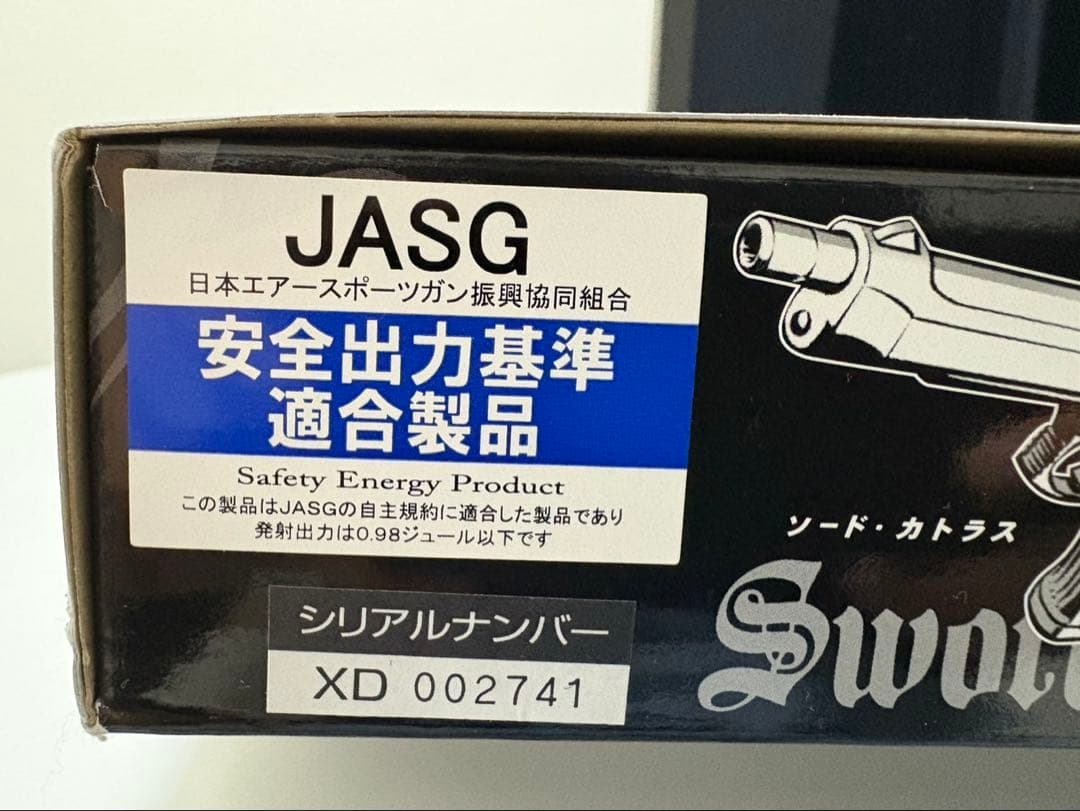 JASG
日本エアースポーツガン振興協同組合
安全出力基準
適合製品
Safety Energy Product
この製品はJASGの自主規約に適合した製品であり
発射出力は0.98ジュール以下です
シリアルナンバー
XD 002741
ソード・カトラス
Swor